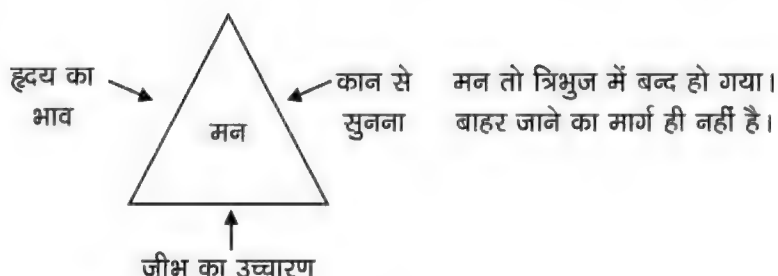 हृदय का
भाव
मन
कान से
सुनना
मन तो त्रिभुज में बन्द हो गया।
बाहर जाने का मार्ग ही नहीं है।
जीभ का उच्चारण